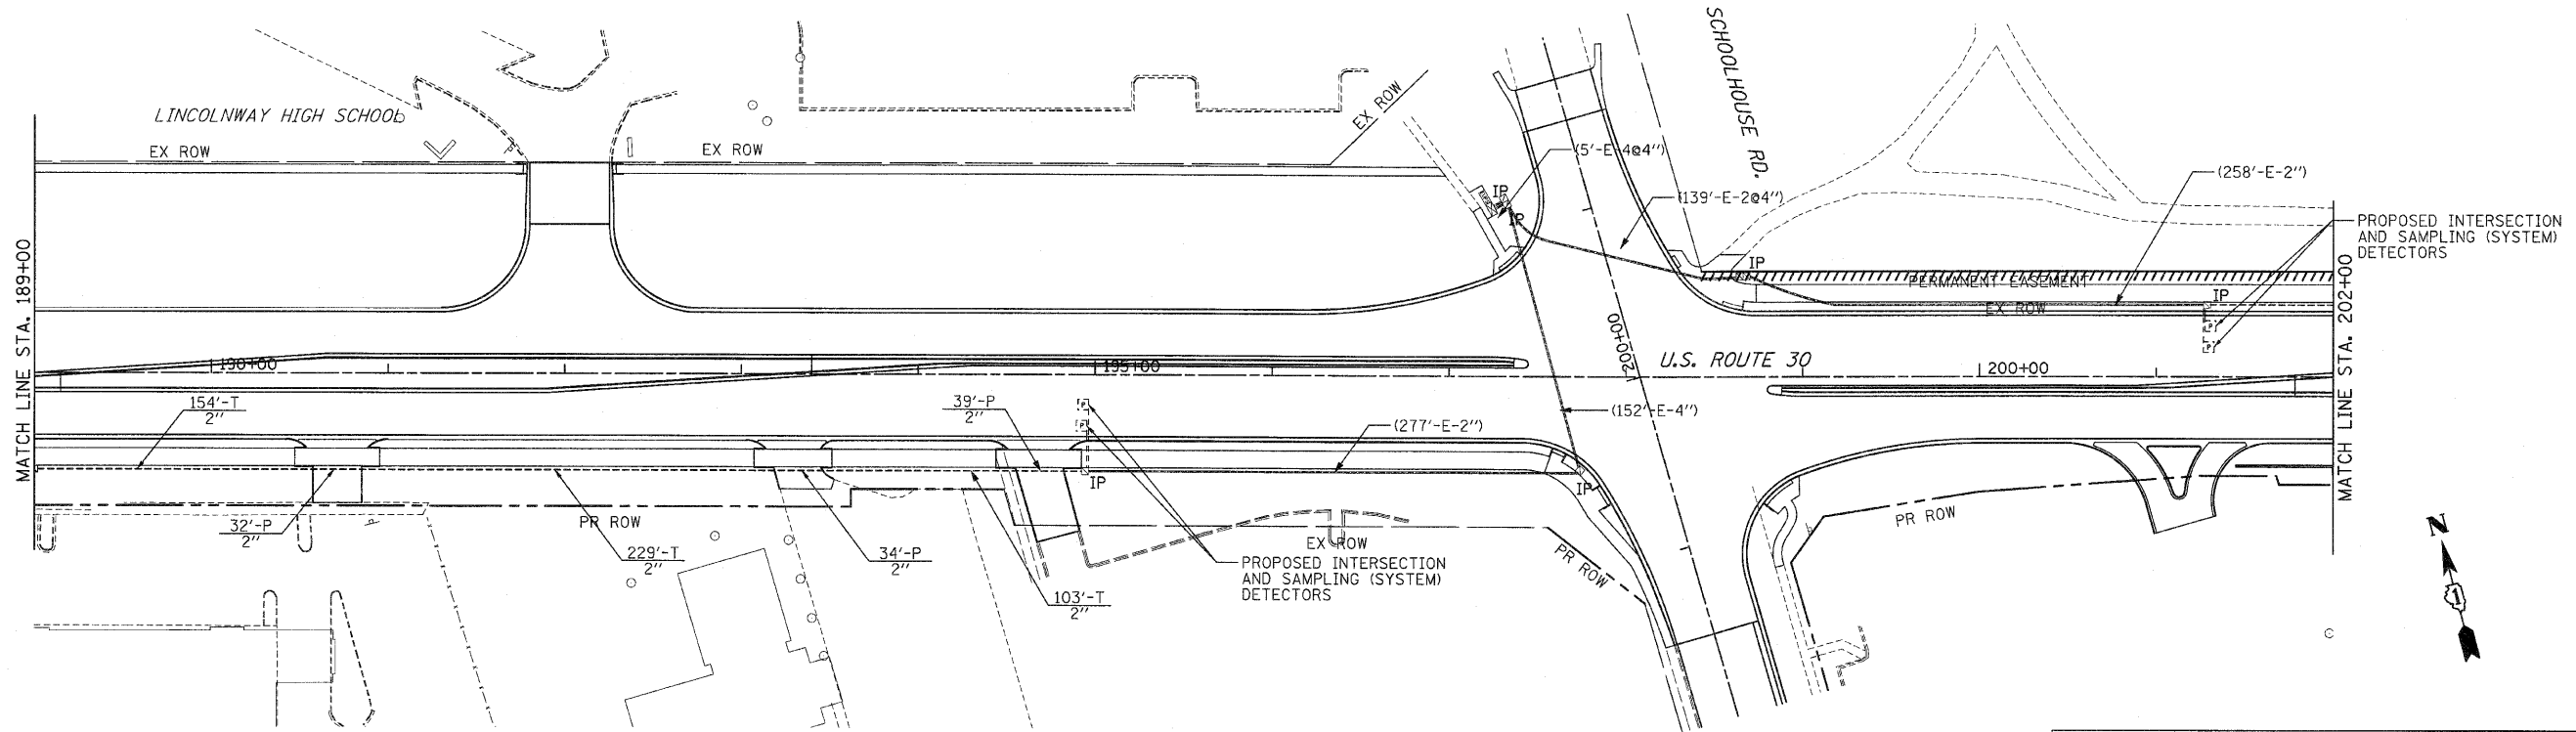 SCHOOLHOUSE RD.
LINCOLNWAY HIGH SCHOOL
EX ROW
EX ROW
EX ROW
(5'-E-4@4'')
IP
IP
(139'-E-2@4'')
(258'-E-2'')
PROPOSED INTERSECTION
AND SAMPLING (SYSTEM)
DETECTORS
IP
PERMANENT EASEMENT
IP
EX ROW
P
P
MATCH LINE STA. 189+00
MATCH LINE STA. 202+00
190+00
195+00
200+00
U.S. ROUTE 30
200+00
154'-T
2''
39'-P
2''
P
P
(277'-E-2'')
(152'-E-4'')
IP
IP
32'-P
2''
PR ROW
229'-T
2''
34'-P
2''
103'-T
2''
EX ROW
PROPOSED INTERSECTION
AND SAMPLING (SYSTEM)
DETECTORS
PR ROW
PR ROW
N
1